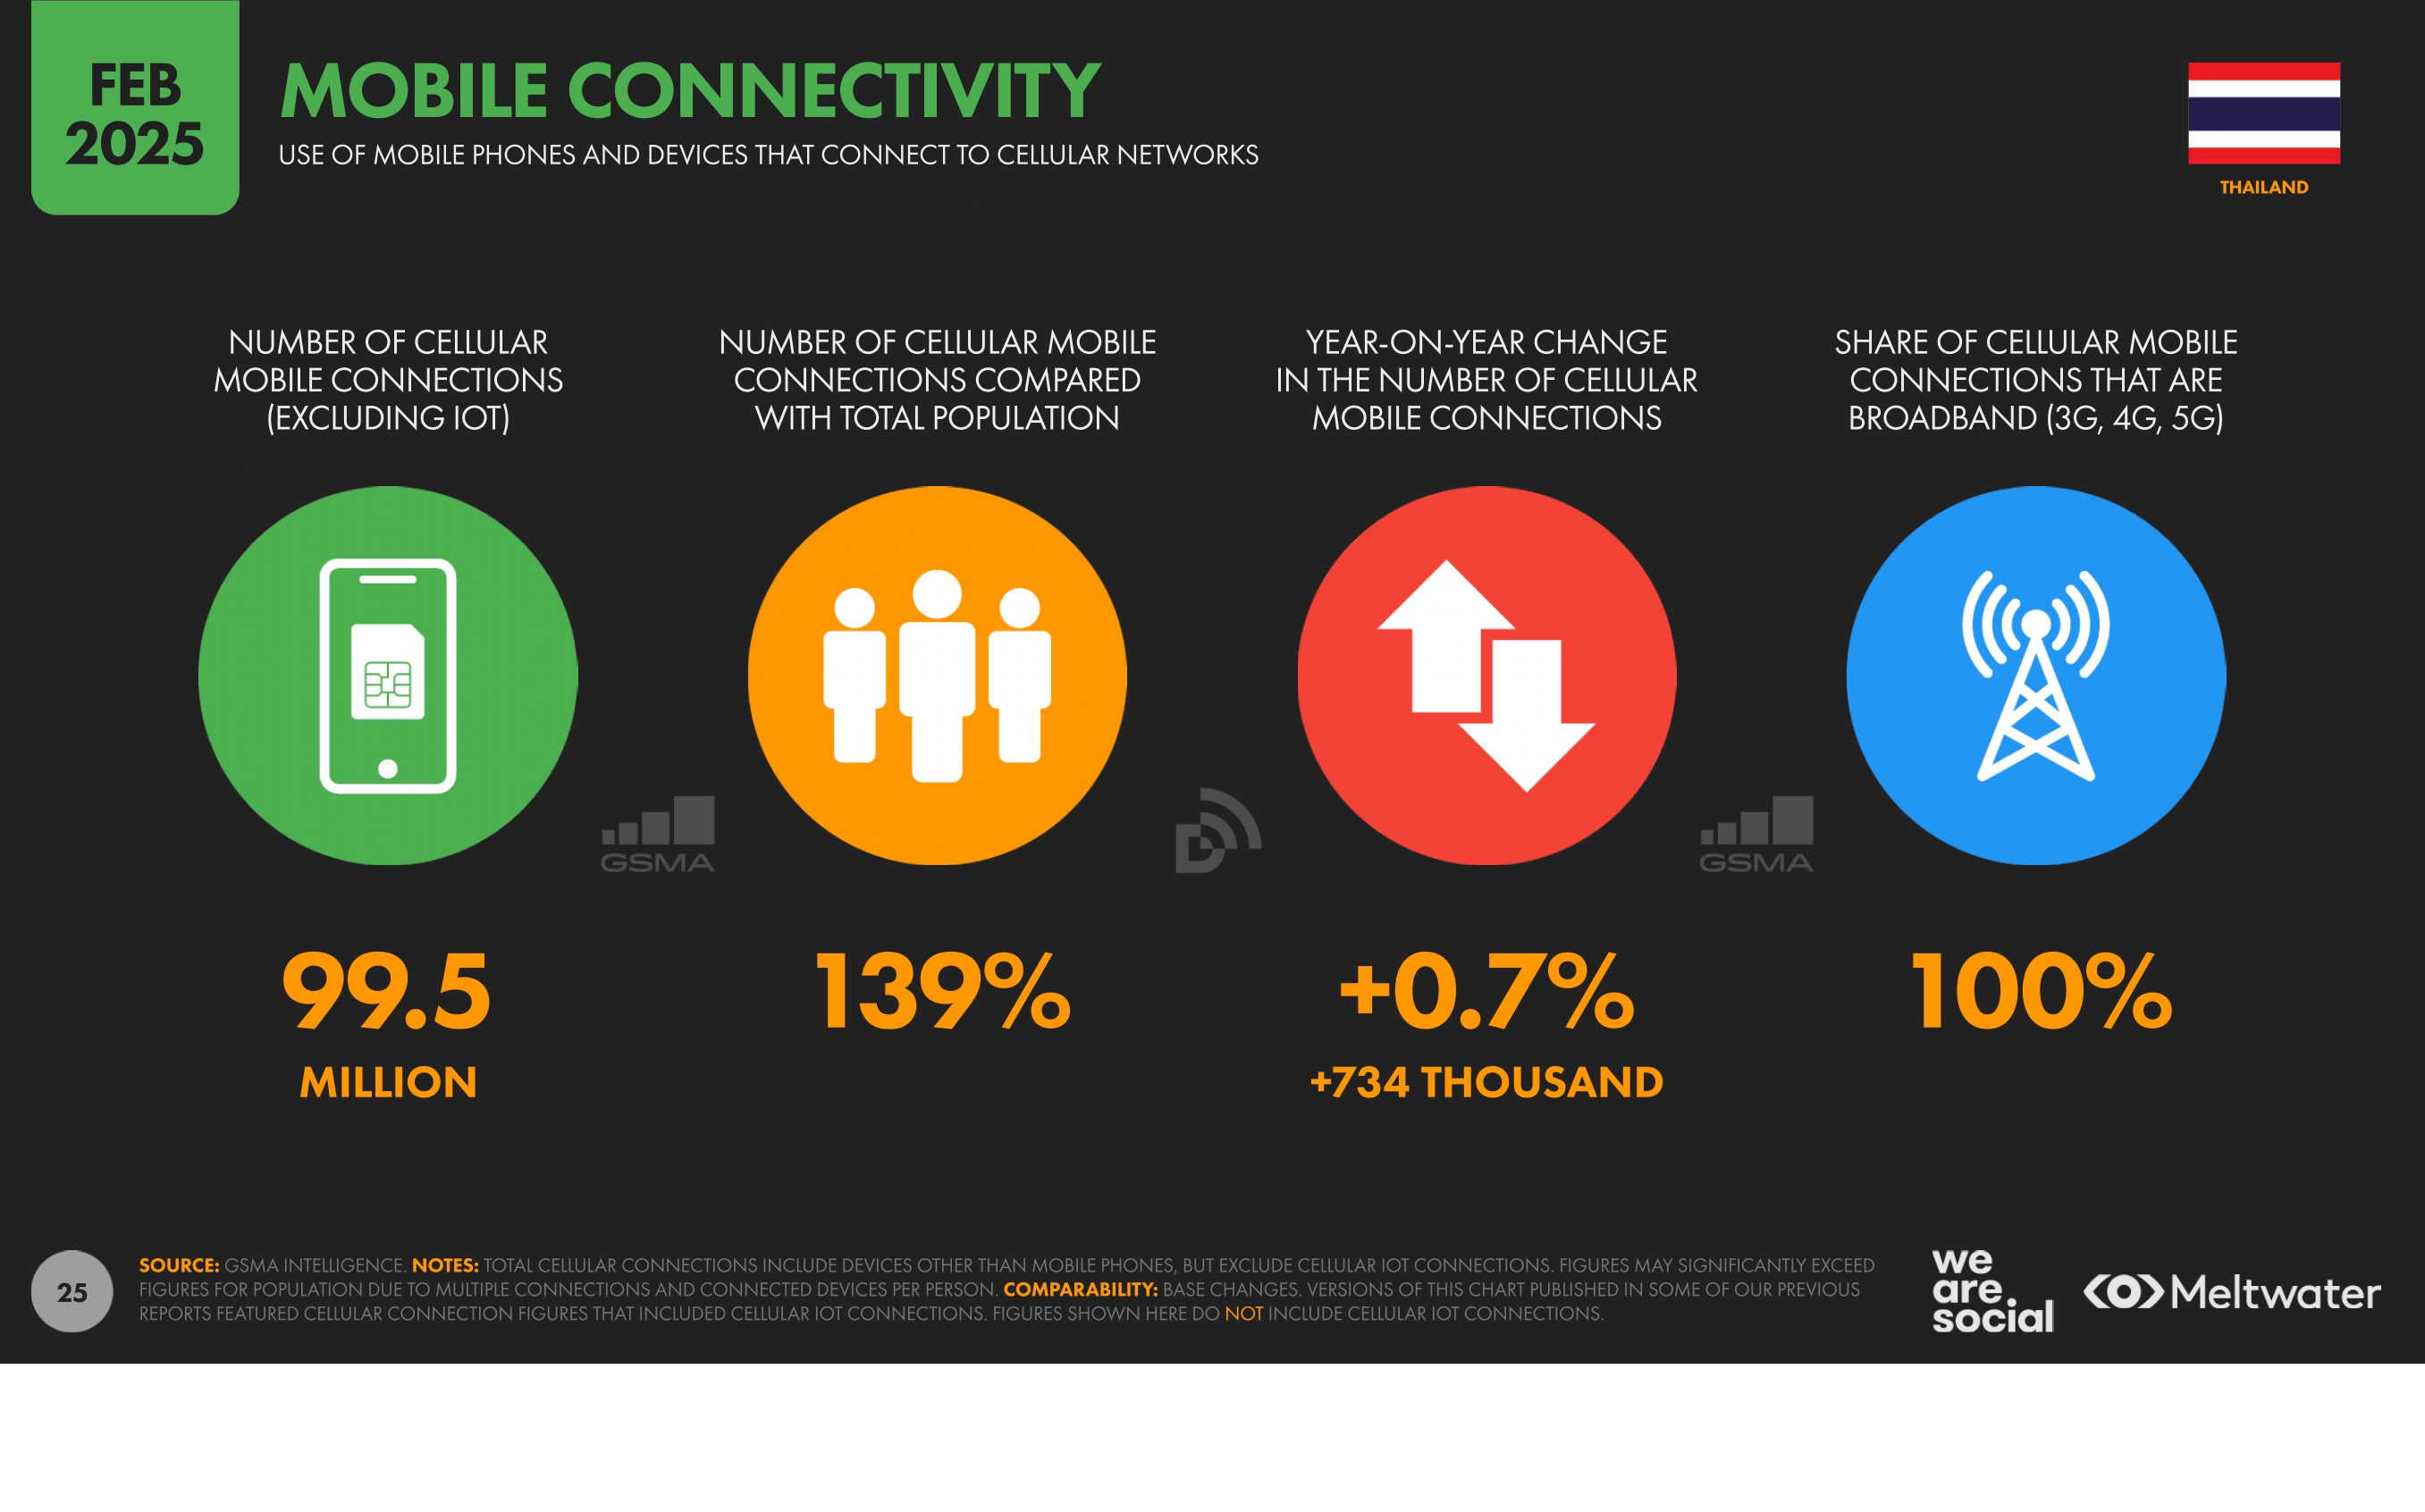 FEB
2025
MOBILE CONNECTIVITY
USE OF MOBILE PHONES AND DEVICES THAT CONNECT TO CELLULAR NETWORKS
THAILAND
NUMBER OF CELLULAR
MOBILE CONNECTIONS
(EXCLUDING IOT)
NUMBER OF CELLULAR MOBILE
CONNECTIONS COMPARED
WITH TOTAL POPULATION
YEAR-ON-YEAR CHANGE
IN THE NUMBER OF CELLULAR
MOBILE CONNECTIONS
SHARE OF CELLULAR MOBILE
CONNECTIONS THAT ARE
BROADBAND (3G, 4G, 5G)
GSMA
GSMA
99.5
MILLION
139%
+0.7%
+734 THOUSAND
100%
25
SOURCE: GSMA INTELLIGENCE. NOTES: TOTAL CELLULAR CONNECTIONS INCLUDE DEVICES OTHER THAN MOBILE PHONES, BUT EXCLUDE CELLULAR IOT CONNECTIONS. FIGURES MAY SIGNIFICANTLY EXCEED
FIGURES FOR POPULATION DUE TO MULTIPLE CONNECTIONS AND CONNECTED DEVICES PER PERSON. COMPARABILITY: BASE CHANGES. VERSIONS OF THIS CHART PUBLISHED IN SOME OF OUR PREVIOUS
REPORTS FEATURED CELLULAR CONNECTION FIGURES THAT INCLUDED CELLULAR IOT CONNECTIONS. FIGURES SHOWN HERE DO NOT INCLUDE CELLULAR IOT CONNECTIONS.
we
are
social
Meltwater